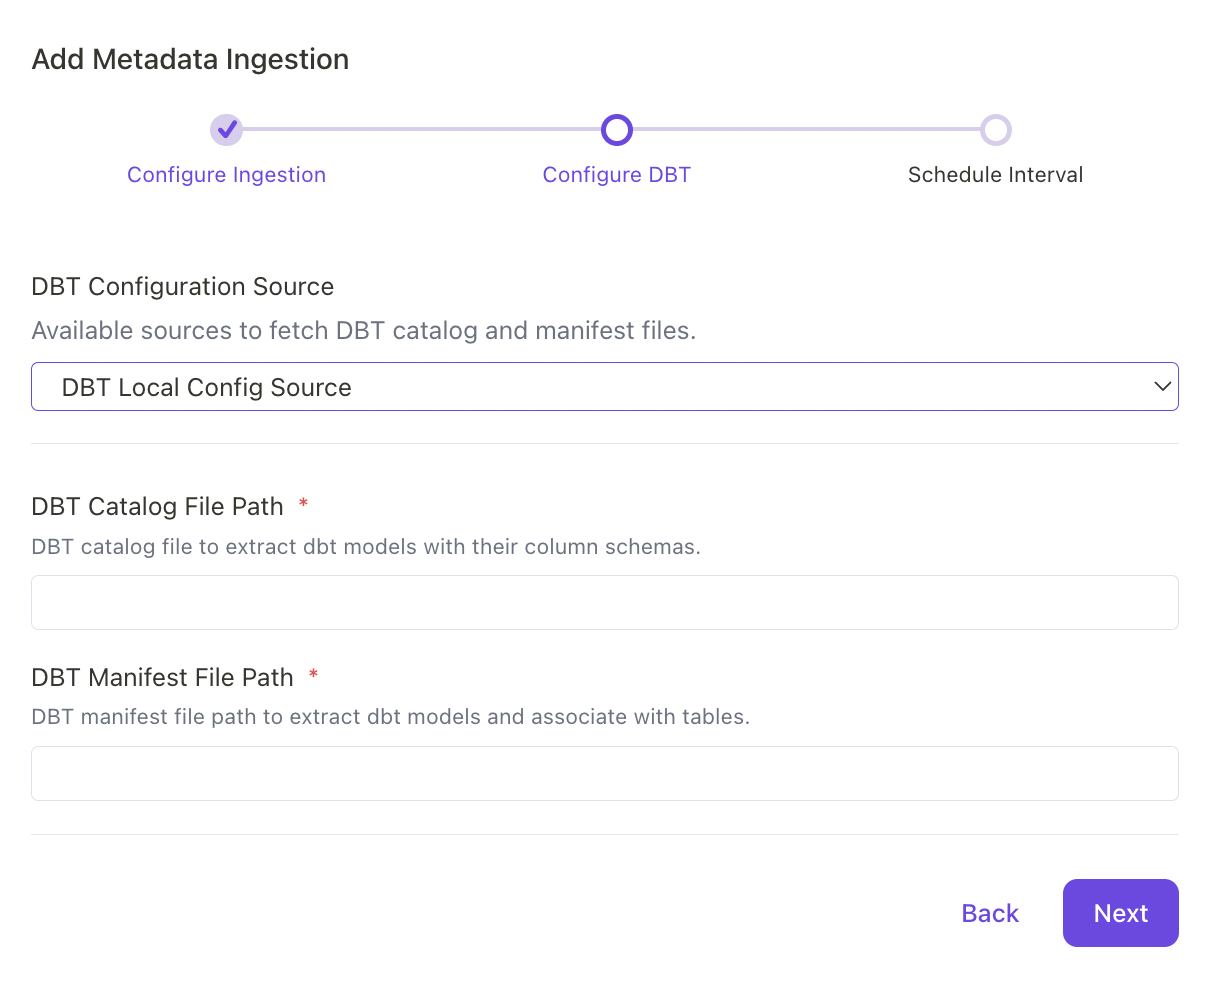 Add Metadata Ingestion
Configure Ingestion
Configure DBT
Schedule Interval
DBT Configuration Source
Available sources to fetch DBT catalog and manifest files.
DBT Local Config Source
DBT Catalog File Path *
DBT catalog file to extract dbt models with their column schemas.
DBT Manifest File Path *
DBT manifest file path to extract dbt models and associate with tables.
Back
Next